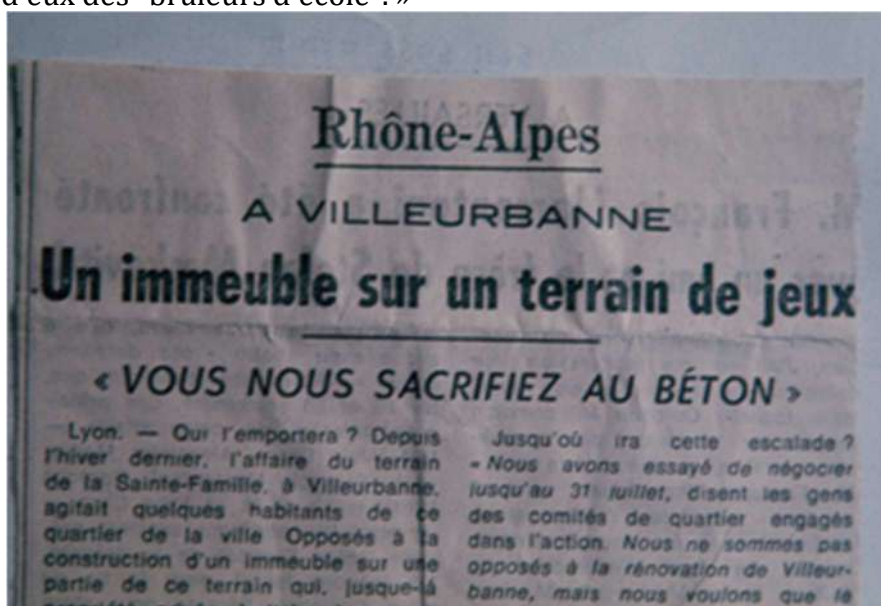 d'eux des "brûleurs d'école". »
Rhône-Alpes
A VILLEURBANNE
Un immeuble sur un terrain de jeux
« VOUS NOUS SACRIFIEZ AU BÉTON »
Lyon. — Qui l'emportera ? Depuis
l'hiver dernier, l'affaire du terrain
de la Sainte-Famille, à Villeurbanne,
agitait quelques habitants de ce
quartier de la ville Opposés à la
construction d'un immeuble sur une
partie de ce terrain qui, jusque-là
Jusqu'où ira cette escalade ?
« Nous avons essayé de négocier
jusqu'au 31 juillet, disent les gens
des comités de quartier engagés
dans l'action. Nous ne sommes pas
opposés à la rénovation de Villeur-
banne, mais nous voulons que le